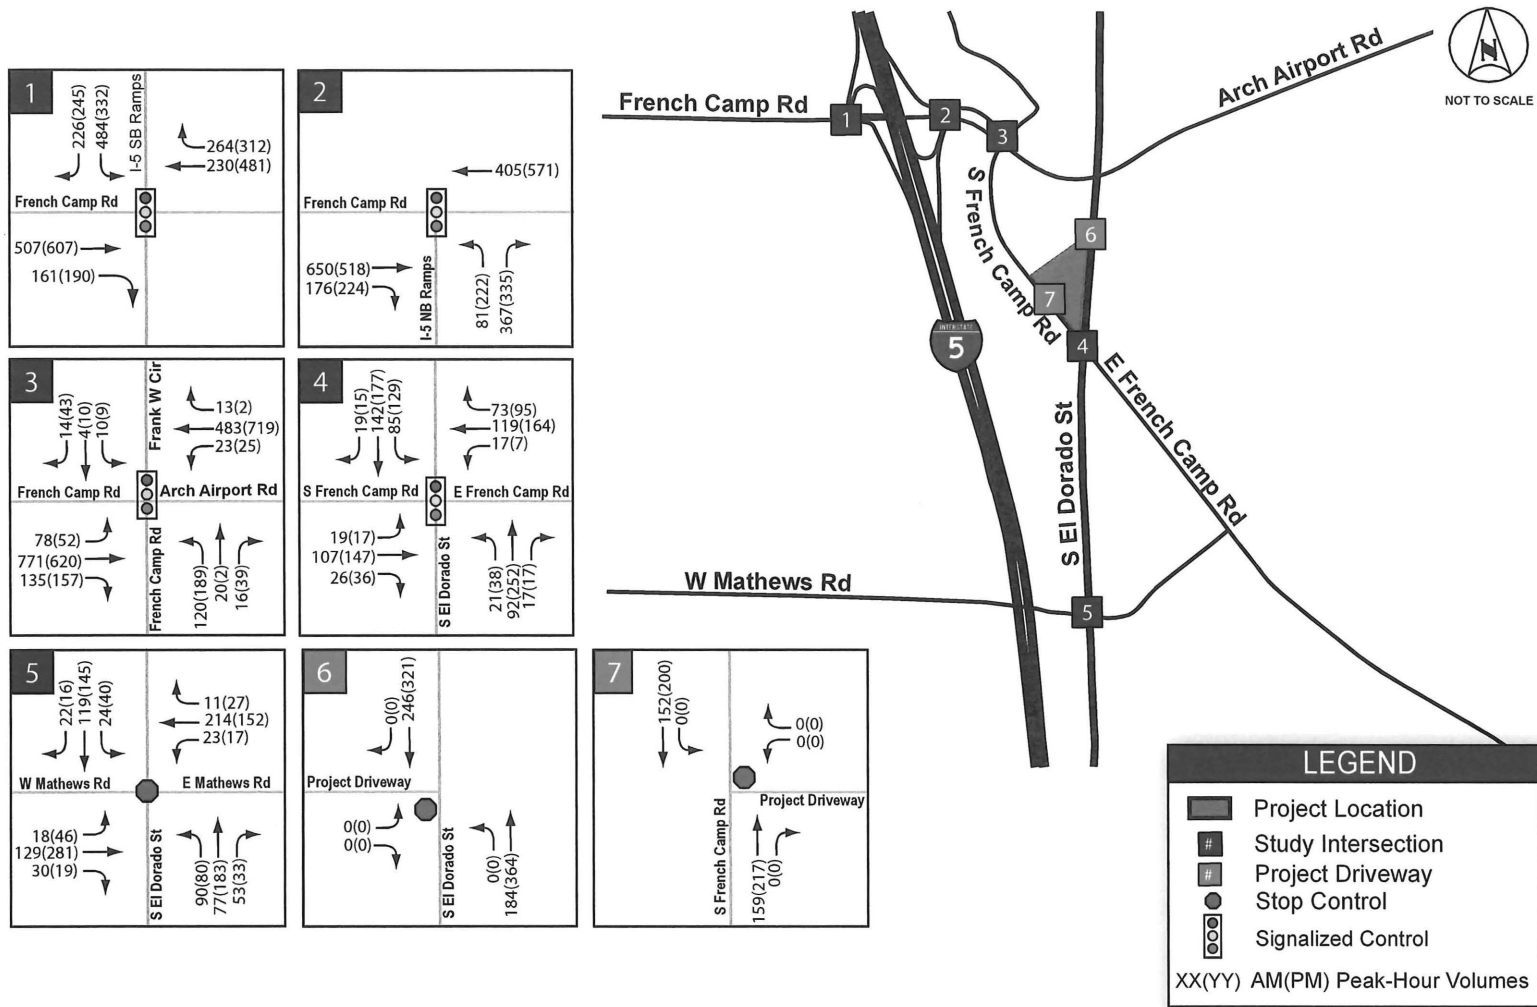 1
226(245)
484(332)
I-5 SB Ramps
264(312)
230(481)
French Camp Rd
507(607)
161(190)
2
405(571)
French Camp Rd
650(518)
176(224)
I-5 NB Ramps
81(222)
367(335)
3
14(43)
4(10)
10(9)
Frank W Cir
13(2)
483(719)
23(25)
French Camp Rd
Arch Airport Rd
78(52)
771(620)
135(157)
French Camp Rd
120(189)
20(2)
16(39)
4
19(15)
142(177)
85(129)
73(95)
119(164)
17(7)
S French Camp Rd
E French Camp Rd
19(17)
107(147)
26(36)
S El Dorado St
21(38)
92(252)
17(17)
5
22(16)
119(145)
24(40)
11(27)
214(152)
23(17)
W Mathews Rd
E Mathews Rd
18(46)
129(281)
30(19)
S El Dorado St
90(80)
77(183)
53(33)
6
0(0)
246(321)
Project Driveway
0(0)
0(0)
S El Dorado St
0(0)
184(364)
7
152(200)
0(0)
0(0)
0(0)
Project Driveway
S French Camp Rd
159(217)
0(0)
French Camp Rd
Arch Airport Rd
N
NOT TO SCALE
1
2
3
S French Camp Rd
6
7
4
INTERSTATE
5
E French Camp Rd
S El Dorado St
W Mathews Rd
5
LEGEND
Project Location
# Study Intersection
# Project Driveway
Stop Control
Signalized Control
XX(YY) AM(PM) Peak-Hour Volumes